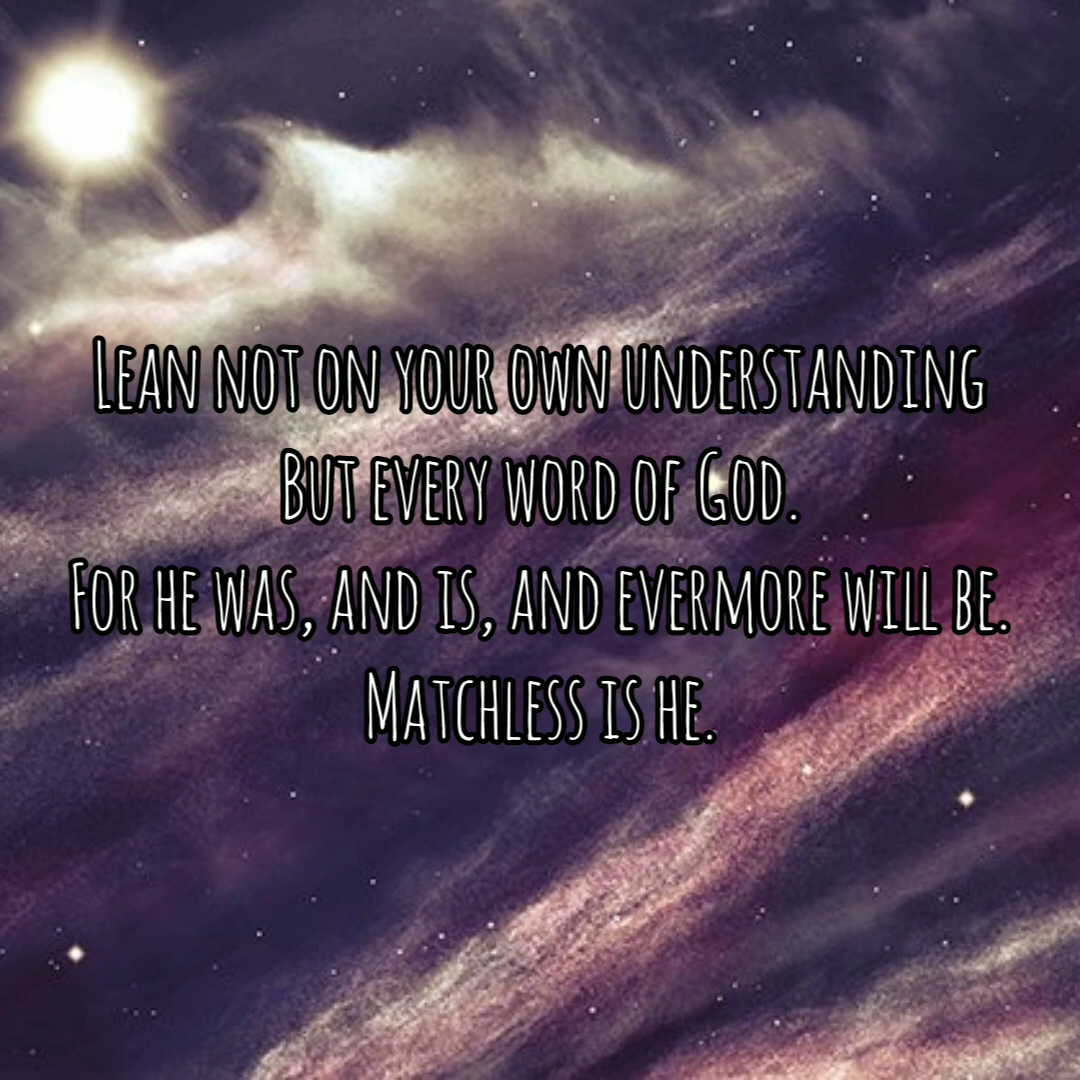 Lean not on your own understanding
But every word of God.
For he was, and is, and evermore will be.
Matchless is he.